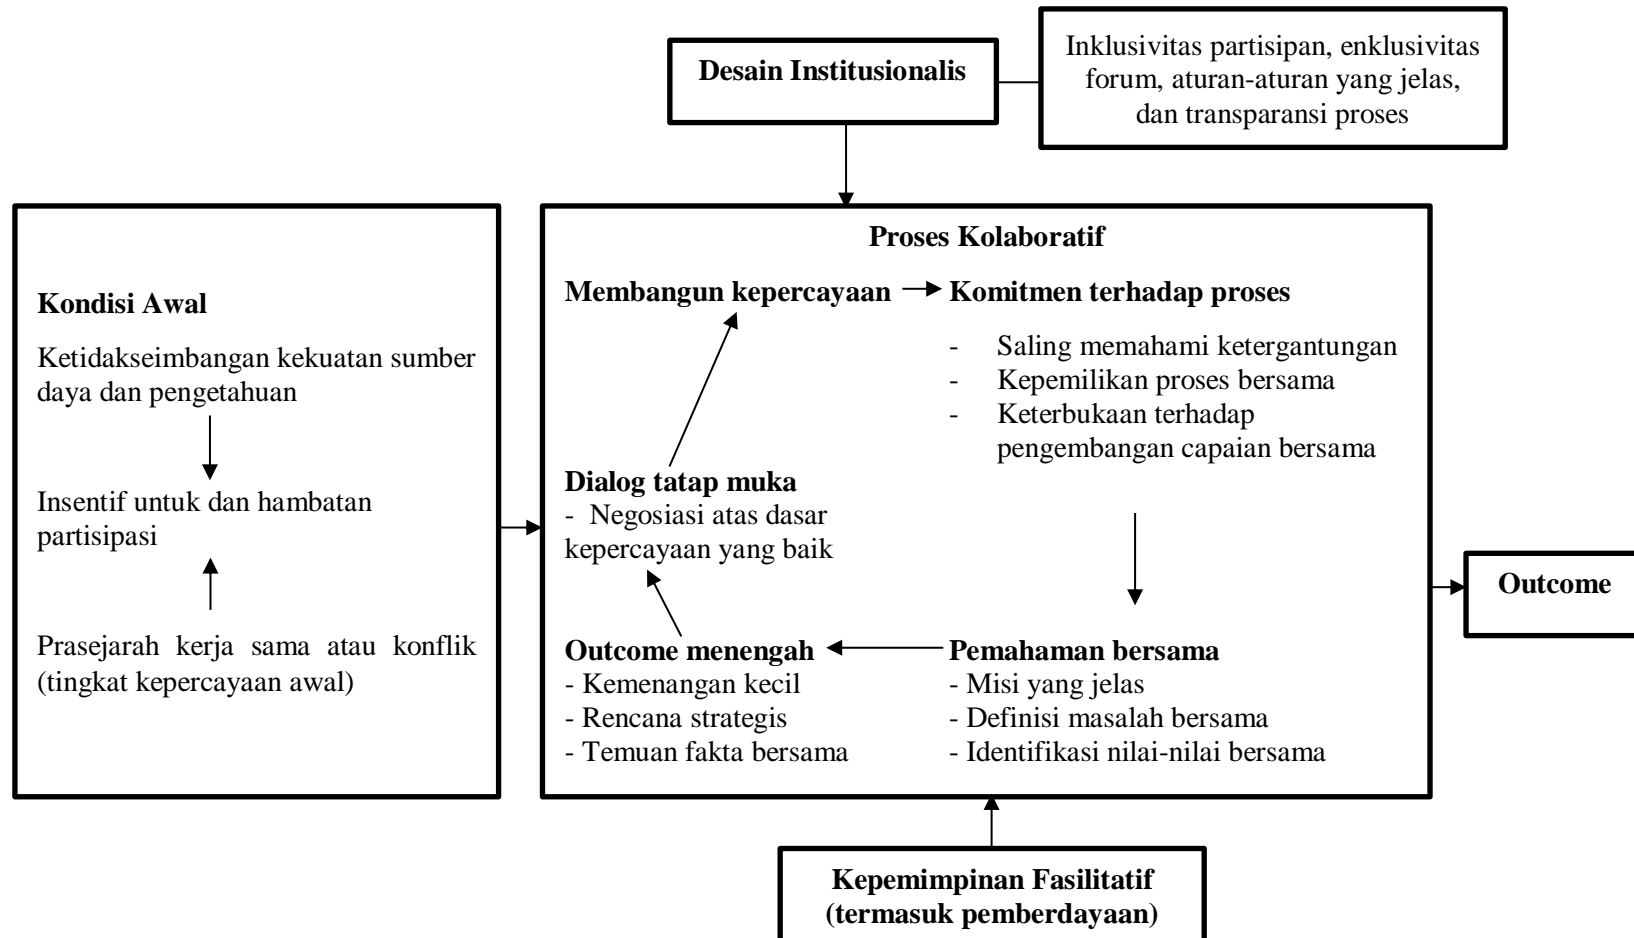 Desain Institusionalis
Inklusivitas partisipan, enklusivitas
forum, aturan-aturan yang jelas,
dan transparansi proses
Kondisi Awal
Ketidakseimbangan kekuatan sumber
daya dan pengetahuan
Insentif untuk dan hambatan
partisipasi
Prasejarah kerja sama atau konflik
(tingkat kepercayaan awal)
Proses Kolaboratif
Membangun kepercayaan
Komitmen terhadap proses
- Saling memahami ketergantungan
- Kepemilikan proses bersama
- Keterbukaan terhadap
pengembangan capaian bersama
Dialog tatap muka
- Negosiasi atas dasar
kepercayaan yang baik
Outcome menengah
- Kemenangan kecil
- Rencana strategis
- Temuan fakta bersama
Pemahaman bersama
- Misi yang jelas
- Definisi masalah bersama
- Identifikasi nilai-nilai bersama
Outcome
Kepemimpinan Fasilitatif
(termasuk pemberdayaan)